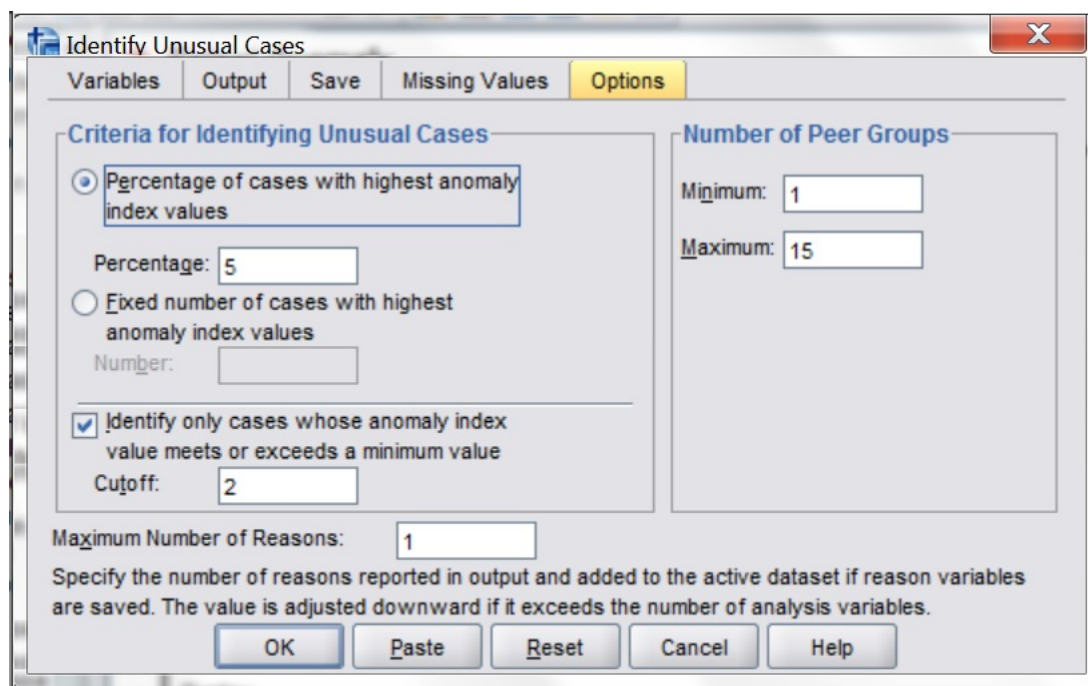 Identify Unusual Cases
X
Variables Output Save Missing Values Options
Criteria for Identifying Unusual Cases
Percentage of cases with highest anomaly
index values
Percentage: 5
Fixed number of cases with highest
anomaly index values
Number:
Identify only cases whose anomaly index
value meets or exceeds a minimum value
Cutoff: 2
Number of Peer Groups
Minimum: 1
Maximum: 15
Maximum Number of Reasons: 1
Specify the number of reasons reported in output and added to the active dataset if reason variables
are saved. The value is adjusted downward if it exceeds the number of analysis variables.
OK Paste Reset Cancel Help